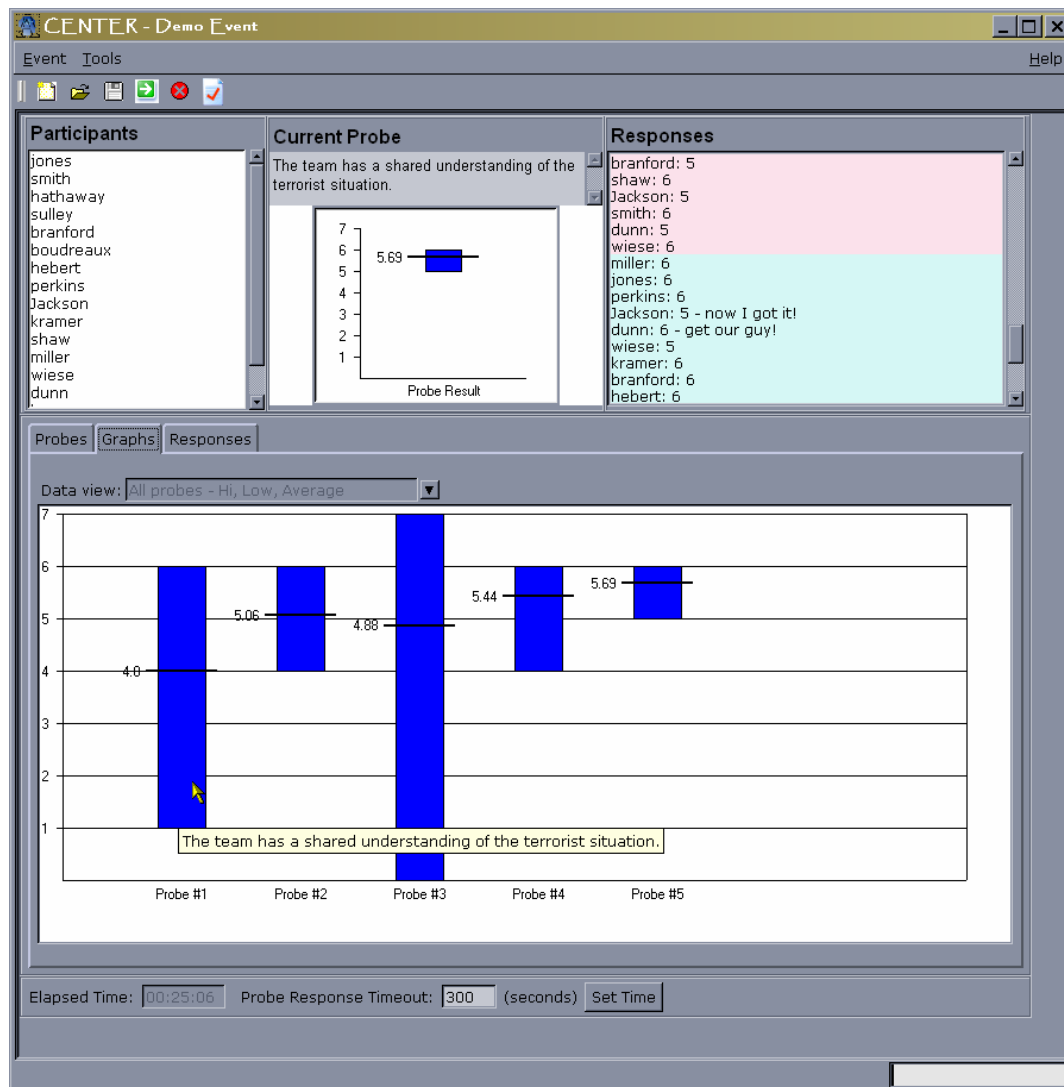 CENTER - Demo Event
Event Tools Help
Participants
jones
smith
hathaway
sulley
branford
boudreaux
hebert
perkins
Jackson
kramer
shaw
miller
wiese
dunn
Current Probe
The team has a shared understanding of the
terrorist situation.
7
6
5.69
5
4
3
2
1
Probe Result
Responses
branford: 5
shaw: 6
Jackson: 5
smith: 6
dunn: 5
wiese: 6
miller: 6
jones: 6
perkins: 6
Jackson: 5 - now I got it!
dunn: 6 - get our guy!
wiese: 5
kramer: 6
branford: 6
hebert: 6
Probes Graphs Responses
Data view: All probes - Hi, Low, Average
7
6
5.69
5.44
5.06
5
4.88
4.0
4
3
2
1
The team has a shared understanding of the terrorist situation.
Probe #1 Probe #2 Probe #3 Probe #4 Probe #5
Elapsed Time: 00:25:06 Probe Response Timeout: 300 (seconds) Set Time